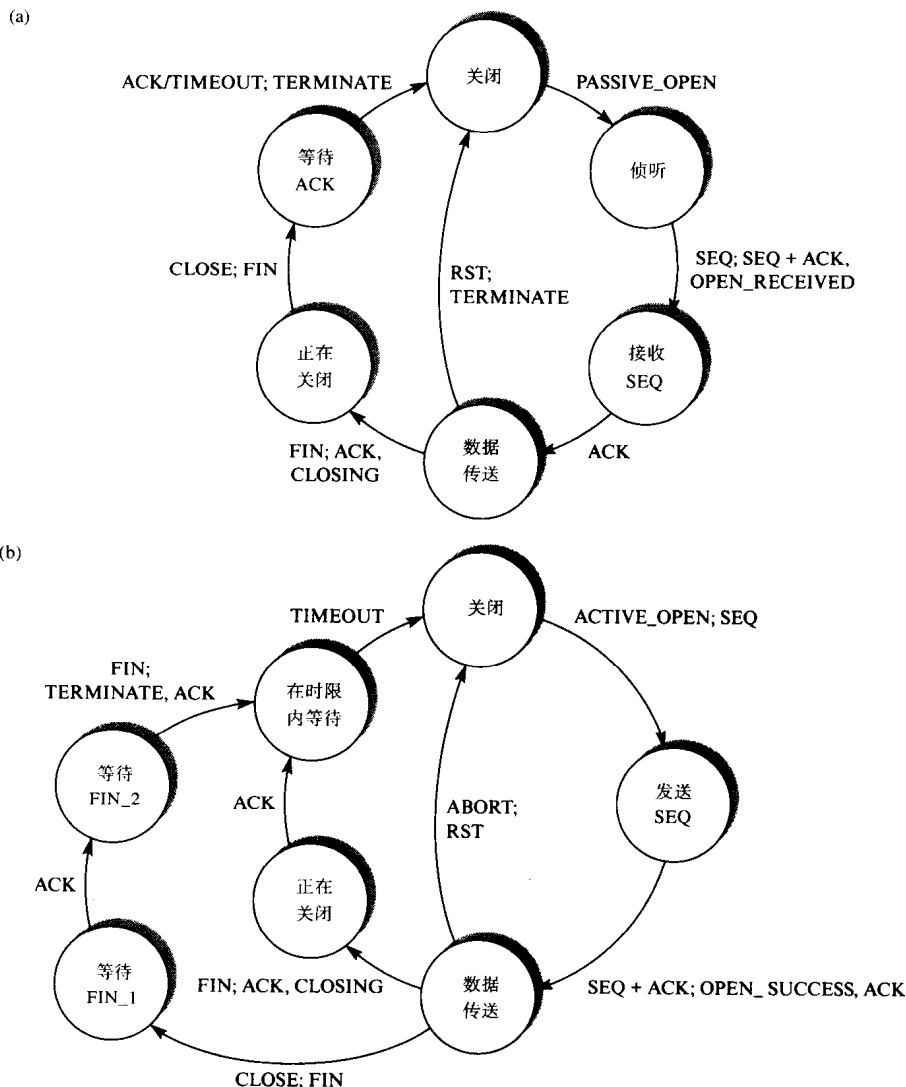 (a)
关闭
ACK/TIMEOUT; TERMINATE
PASSIVE_OPEN
等待
ACK
侦听
CLOSE; FIN
RST;
TERMINATE
SEQ; SEQ + ACK,
OPEN_RECEIVED
正在
关闭
接收
SEQ
FIN; ACK,
CLOSING
数据
传送
ACK
(b)
关闭
TIMEOUT
ACTIVE_OPEN; SEQ
FIN;
TERMINATE, ACK
在时限
内等待
等待
FIN_2
ACK
ABORT;
RST
发送
SEQ
ACK
正在
关闭
等待
FIN_1
FIN; ACK, CLOSING
数据
传送
SEQ + ACK; OPEN_ SUCCESS, ACK
CLOSE; FIN